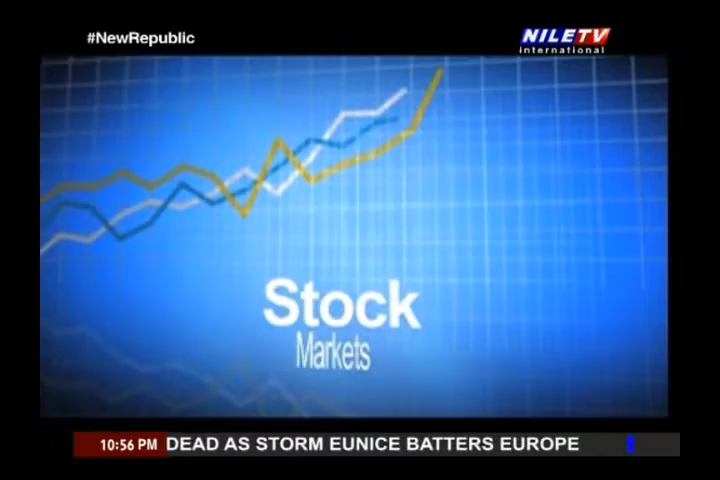 #NewRepublic
NILETV
international
Stock
Markets
10:56 PM DEAD AS STORM EUNICE BATTERS EUROPE